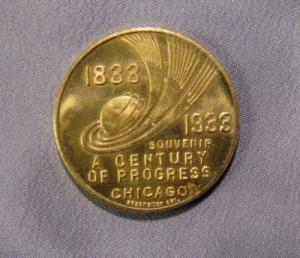 1833
1933
SOUVENIR
A CENTURY
OF PROGRESS
CHICAGO